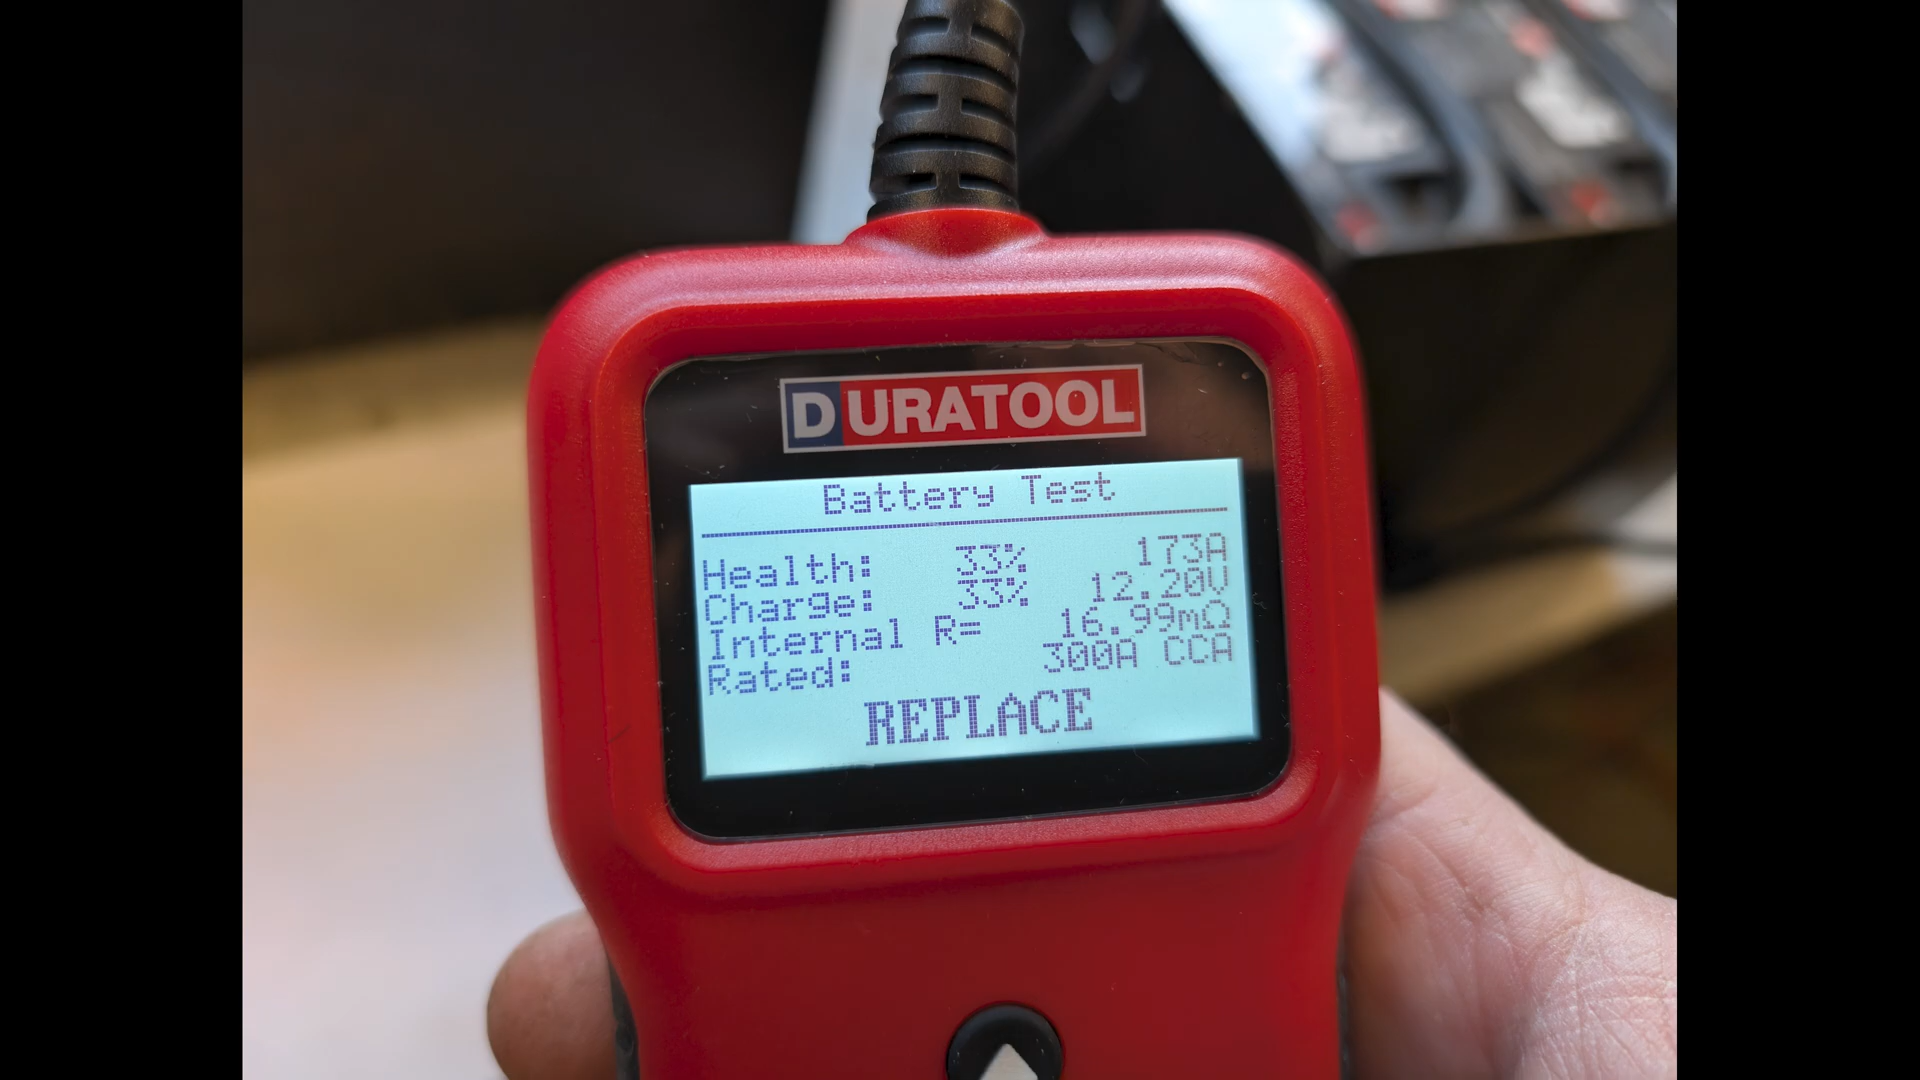 DURATOOL
Battery Test
Health: 33% 173A
Charge: 33% 12.20V
Internal R= 16.99mΩ
Rated: 300A CCA
REPLACE